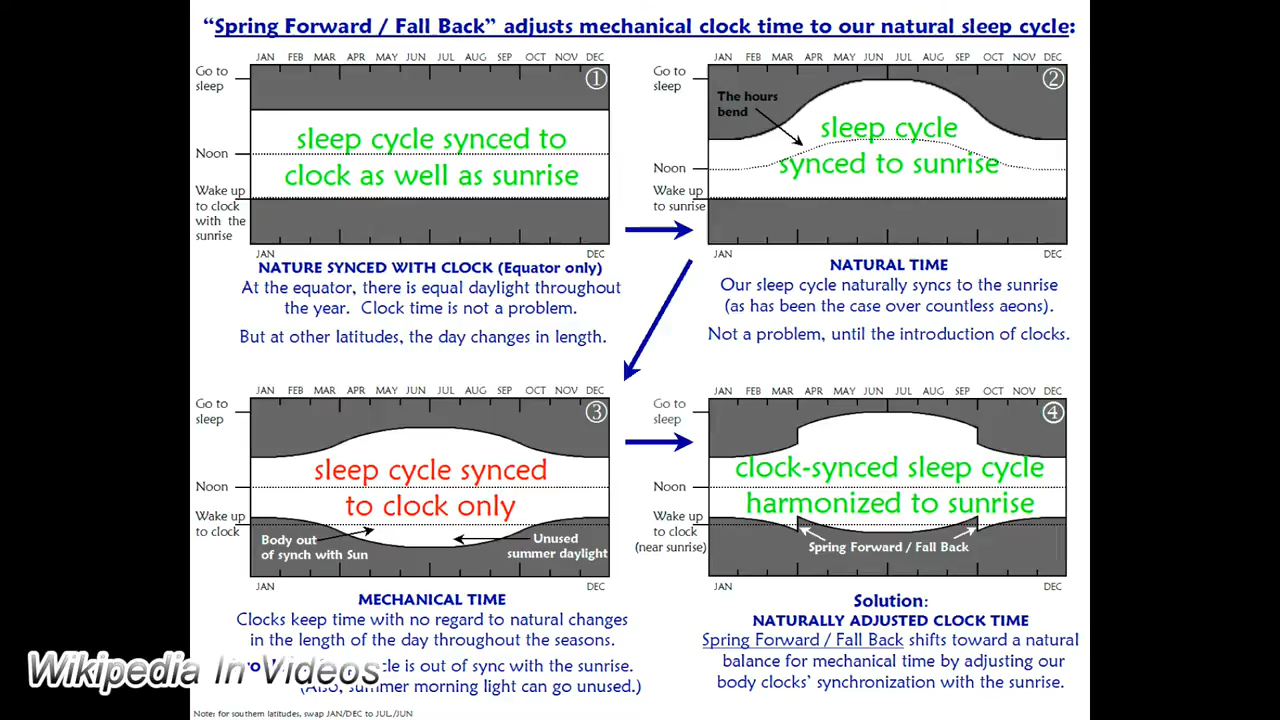 “Spring Forward / Fall Back” adjusts mechanical clock time to our natural sleep cycle:
JAN FEB MAR APR MAY JUN JUL AUG SEP OCT NOV DEC
Go to
sleep
①
sleep cycle synced to
Noon
clock as well as sunrise
Wake up
to clock
with the
sunrise
JAN DEC
NATURE SYNCED WITH CLOCK (Equator only)
At the equator, there is equal daylight throughout
the year. Clock time is not a problem.
But at other latitudes, the day changes in length.
JAN FEB MAR APR MAY JUN JUL AUG SEP OCT NOV DEC
Go to
sleep
②
The hours
bend
sleep cycle
Noon
synced to sunrise
Wake up
to sunrise
JAN DEC
NATURAL TIME
Our sleep cycle naturally syncs to the sunrise
(as has been the case over countless aeons).
Not a problem, until the introduction of clocks.
JAN FEB MAR APR MAY JUN JUL AUG SEP OCT NOV DEC
Go to
sleep
③
sleep cycle synced
Noon
to clock only
Wake up
to clock
Body out
of synch with Sun
Unused
summer daylight
JAN DEC
MECHANICAL TIME
Clocks keep time with no regard to natural changes
in the length of the day throughout the seasons.
is out of sync with the sunrise.
(Also, summer morning light can go unused.)
JAN FEB MAR APR MAY JUN JUL AUG SEP OCT NOV DEC
Go to
sleep
④
clock-synced sleep cycle
Noon
harmonized to sunrise
Wake up
to clock
(near sunrise)
Spring Forward / Fall Back
JAN DEC
Solution:
NATURALLY ADJUSTED CLOCK TIME
Spring Forward / Fall Back shifts toward a natural
balance for mechanical time by adjusting our
body clocks’ synchronization with the sunrise.
Wikipedia In Videos
Note: for southern latitudes, swap JAN/DEC to JUL./JUN